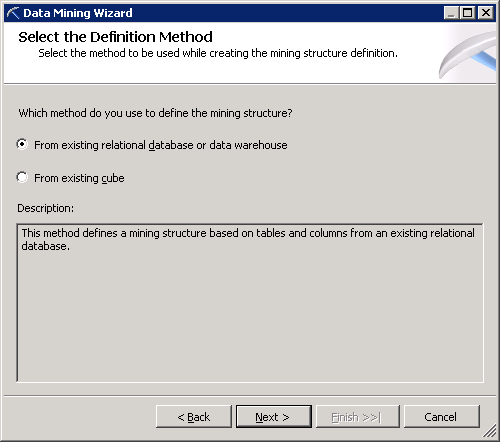 Data Mining Wizard
Select the Definition Method
Select the method to be used while creating the mining structure definition.
Which method do you use to define the mining structure?
From existing relational database or data warehouse
From existing cube
Description:
This method defines a mining structure based on tables and columns from an existing relational
database.
< Back
Next >
Finish >>|
Cancel